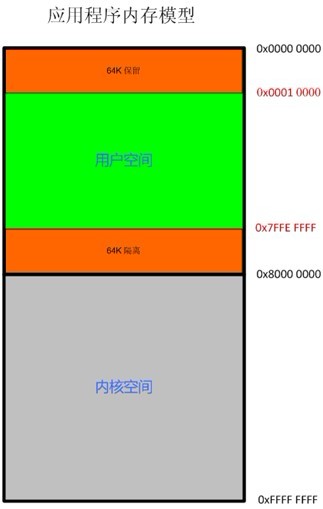 应用程序内存模型
0x0000 0000
64K 保留
0x0001 0000
用户空间
0x7FFE FFFF
64K 隔离
0x8000 0000
内核空间
0xFFFF FFFF